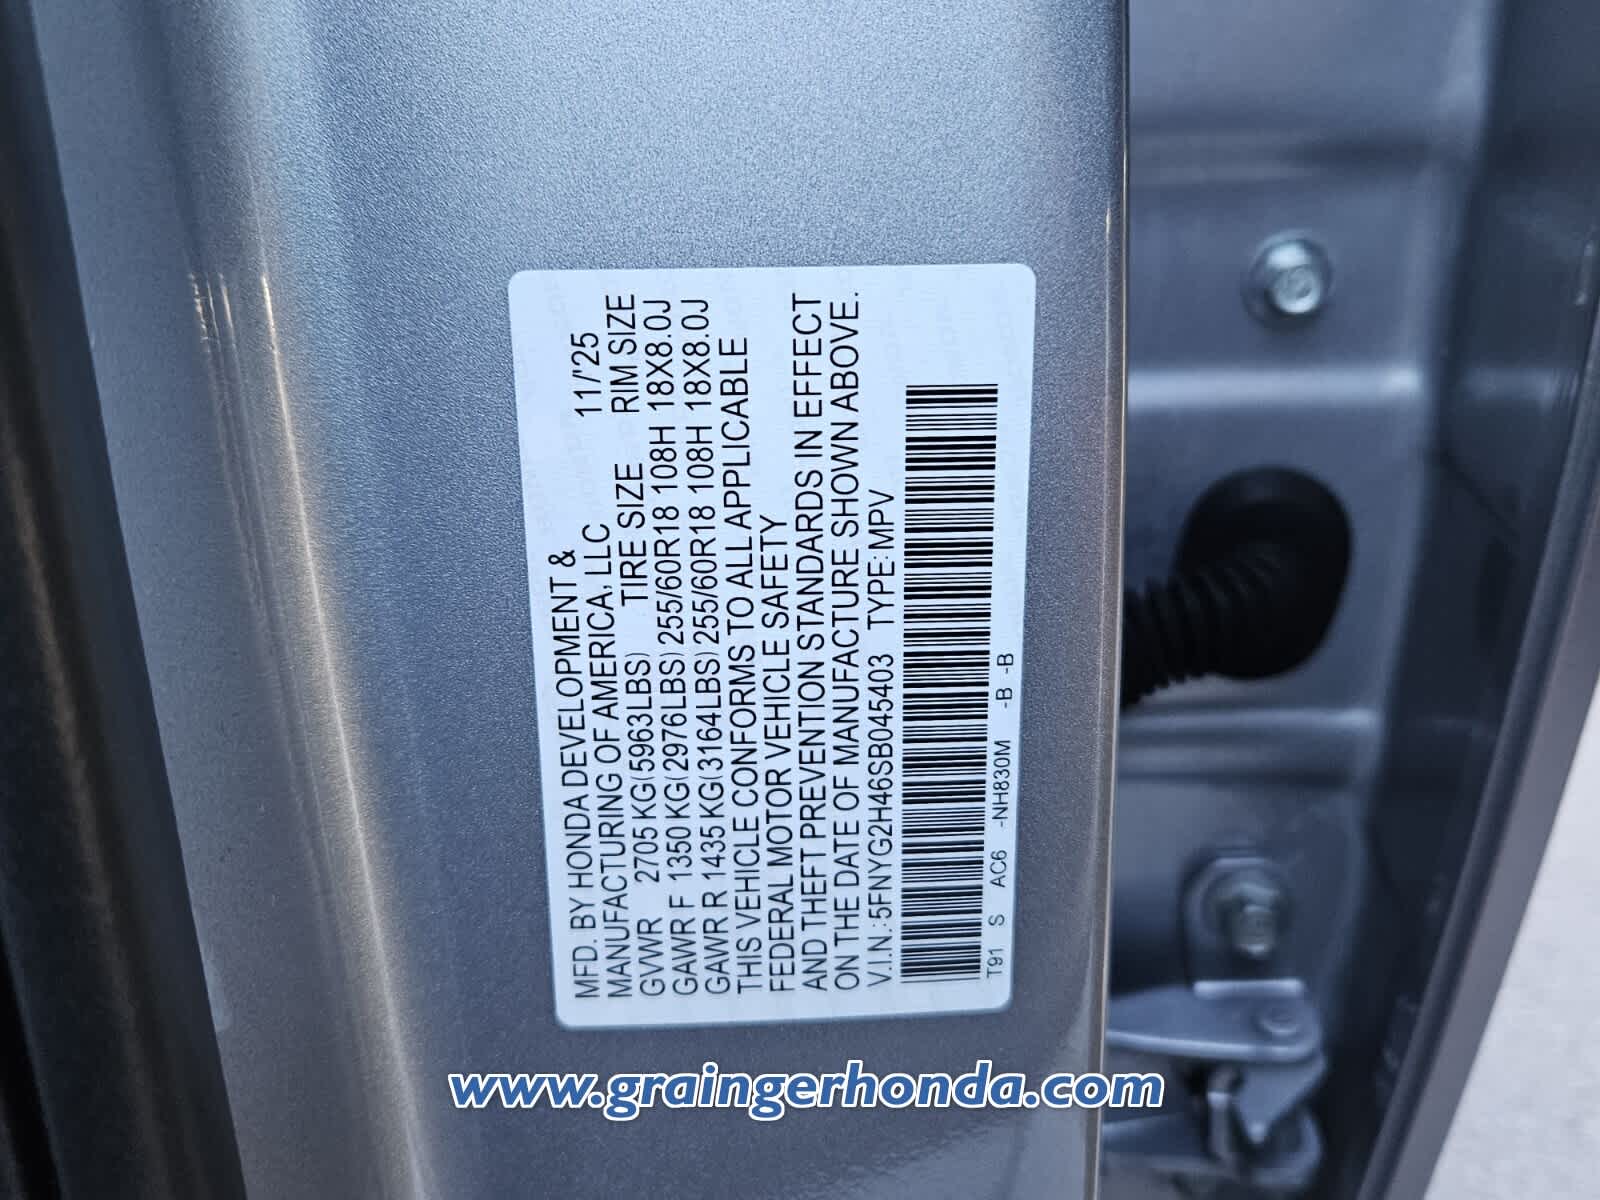 MFD. BY HONDA DEVELOPMENT &
MANUFACTURING OF AMERICA, LLC 11/'25
GVWR 2705 KG (5963LBS) TIRE SIZE RIM SIZE
GAWR F 1350 KG (2976LBS) 255/60R18 108H 18X8.0J
GAWR R 1435 KG (3164LBS) 255/60R18 108H 18X8.0J
THIS VEHICLE CONFORMS TO ALL APPLICABLE
FEDERAL MOTOR VEHICLE SAFETY
AND THEFT PREVENTION STANDARDS IN EFFECT
ON THE DATE OF MANUFACTURE SHOWN ABOVE.
V.I.N.: 5FNYG2H46SB045403 TYPE: MPV
T91 S AC6 -NH830M -B -B
www.graingerhonda.com